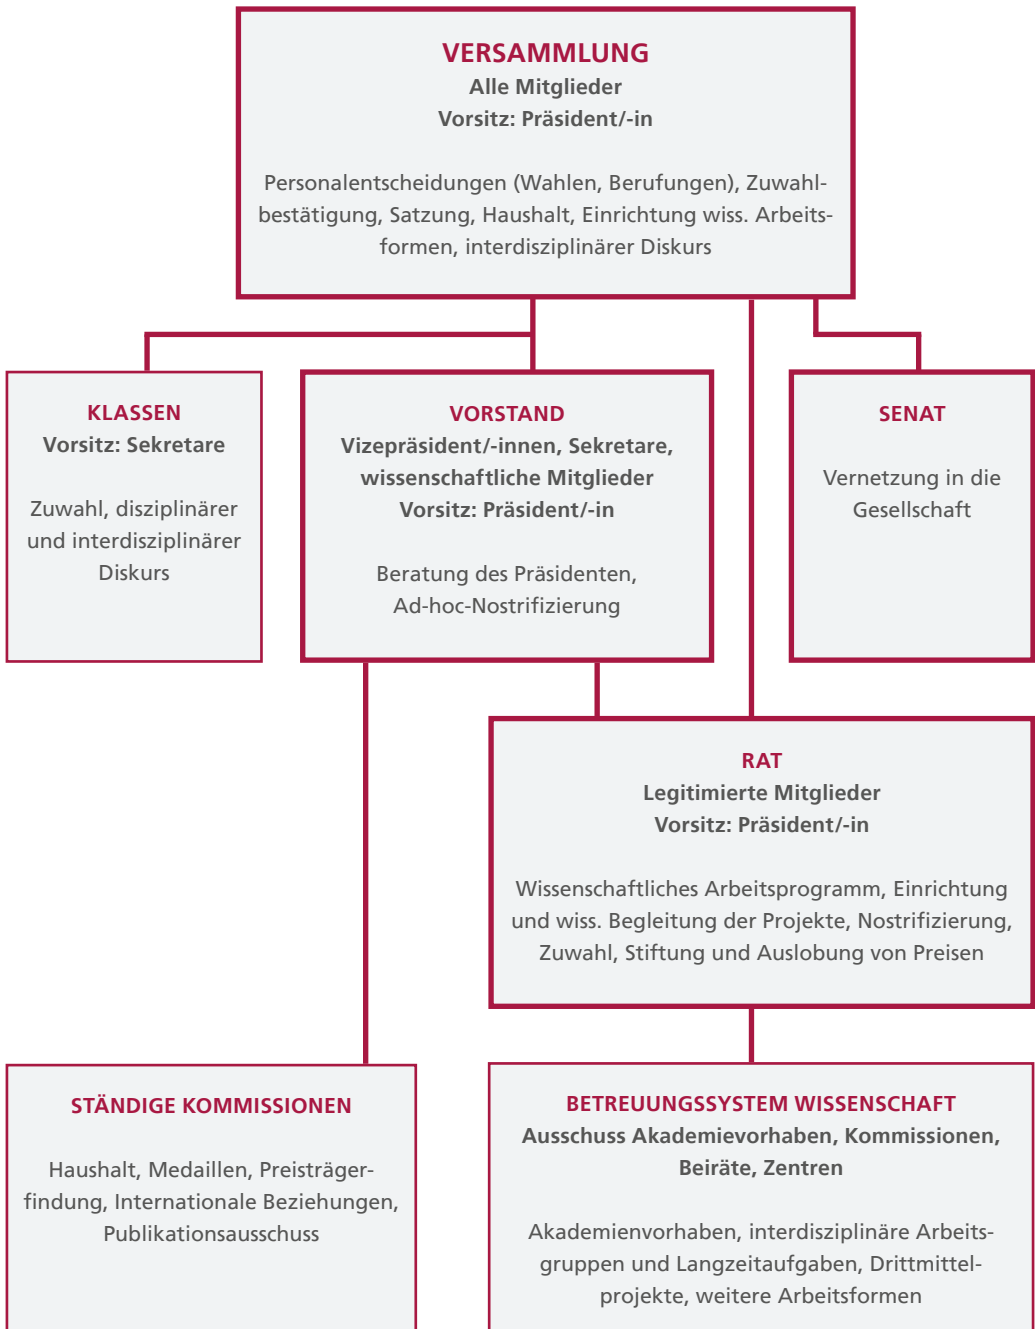 VERSAMMLUNG
Alle Mitglieder
Vorsitz: Präsident/-in
Personalentscheidungen (Wahlen, Berufungen), Zuwahl-
bestätigung, Satzung, Haushalt, Einrichtung wiss. Arbeits-
formen, interdisziplinärer Diskurs
KLASSEN
Vorsitz: Sekretare
Zuwahl, disziplinärer
und interdisziplinärer
Diskurs
VORSTAND
Vizepräsident/-innen, Sekretare,
wissenschaftliche Mitglieder
Vorsitz: Präsident/-in
Beratung des Präsidenten,
Ad-hoc-Nostrifizierung
SENAT
Vernetzung in die
Gesellschaft
RAT
Legitimierte Mitglieder
Vorsitz: Präsident/-in
Wissenschaftliches Arbeitsprogramm, Einrichtung
und wiss. Begleitung der Projekte, Nostrifizierung,
Zuwahl, Stiftung und Auslobung von Preisen
STÄNDIGE KOMMISSIONEN
Haushalt, Medaillen, Preisträger-
findung, Internationale Beziehungen,
Publikationsausschuss
BETREUUNGSSYSTEM WISSENSCHAFT
Ausschuss Akademievorhaben, Kommissionen,
Beiräte, Zentren
Akademienvorhaben, interdisziplinäre Arbeits-
gruppen und Langzeitaufgaben, Drittmittel-
projekte, weitere Arbeitsformen